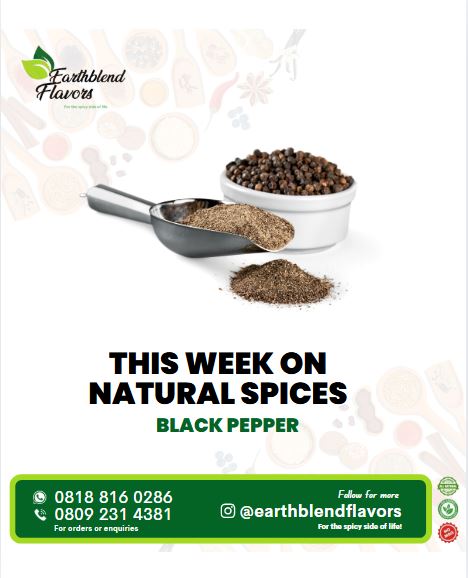 Earthblend
Flavors
For the spicy side of life.
THIS WEEK ON
NATURAL SPICES
BLACK PEPPER
0818 816 0286
0809 231 4381
For orders or enquiries
Follow for more
@earthblendflavors
For the spicy side of life!